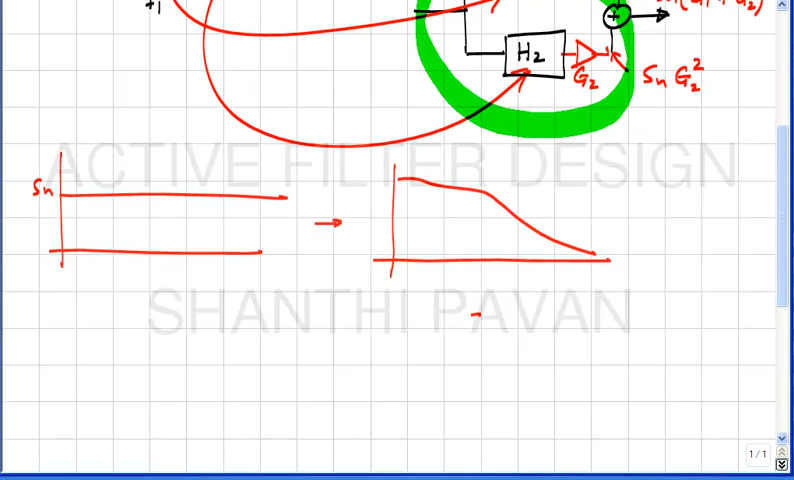 +1
H₂
+
G₂
Sₙ G₂²
ACTIVE FILTER DESIGN
Sₙ
SHANTHI PAVAN
1 / 1